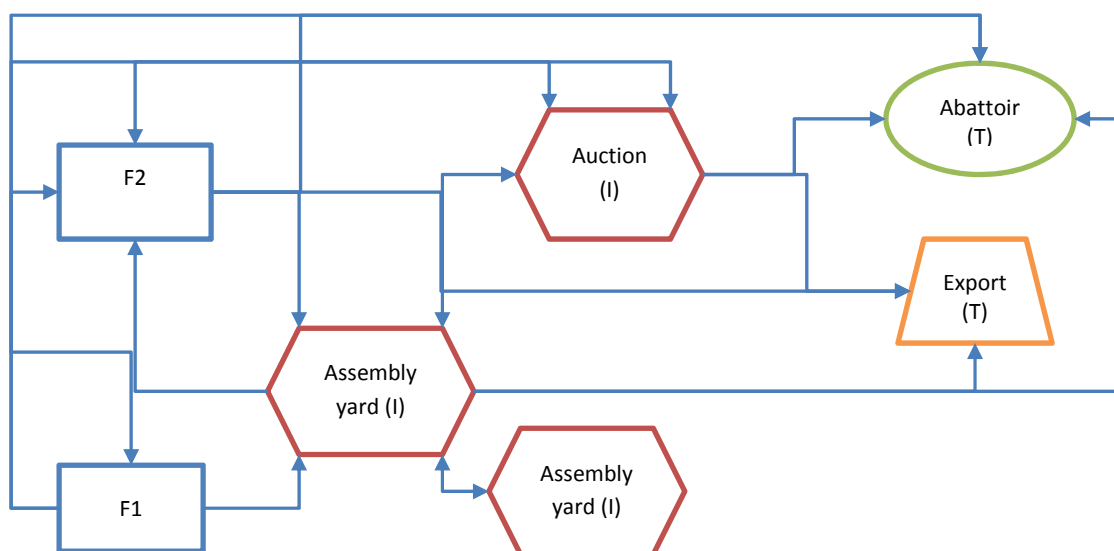 Abattoir
(T)
Auction
(I)
F2
Export
(T)
Assembly
yard (I)
Assembly
yard (I)
F1